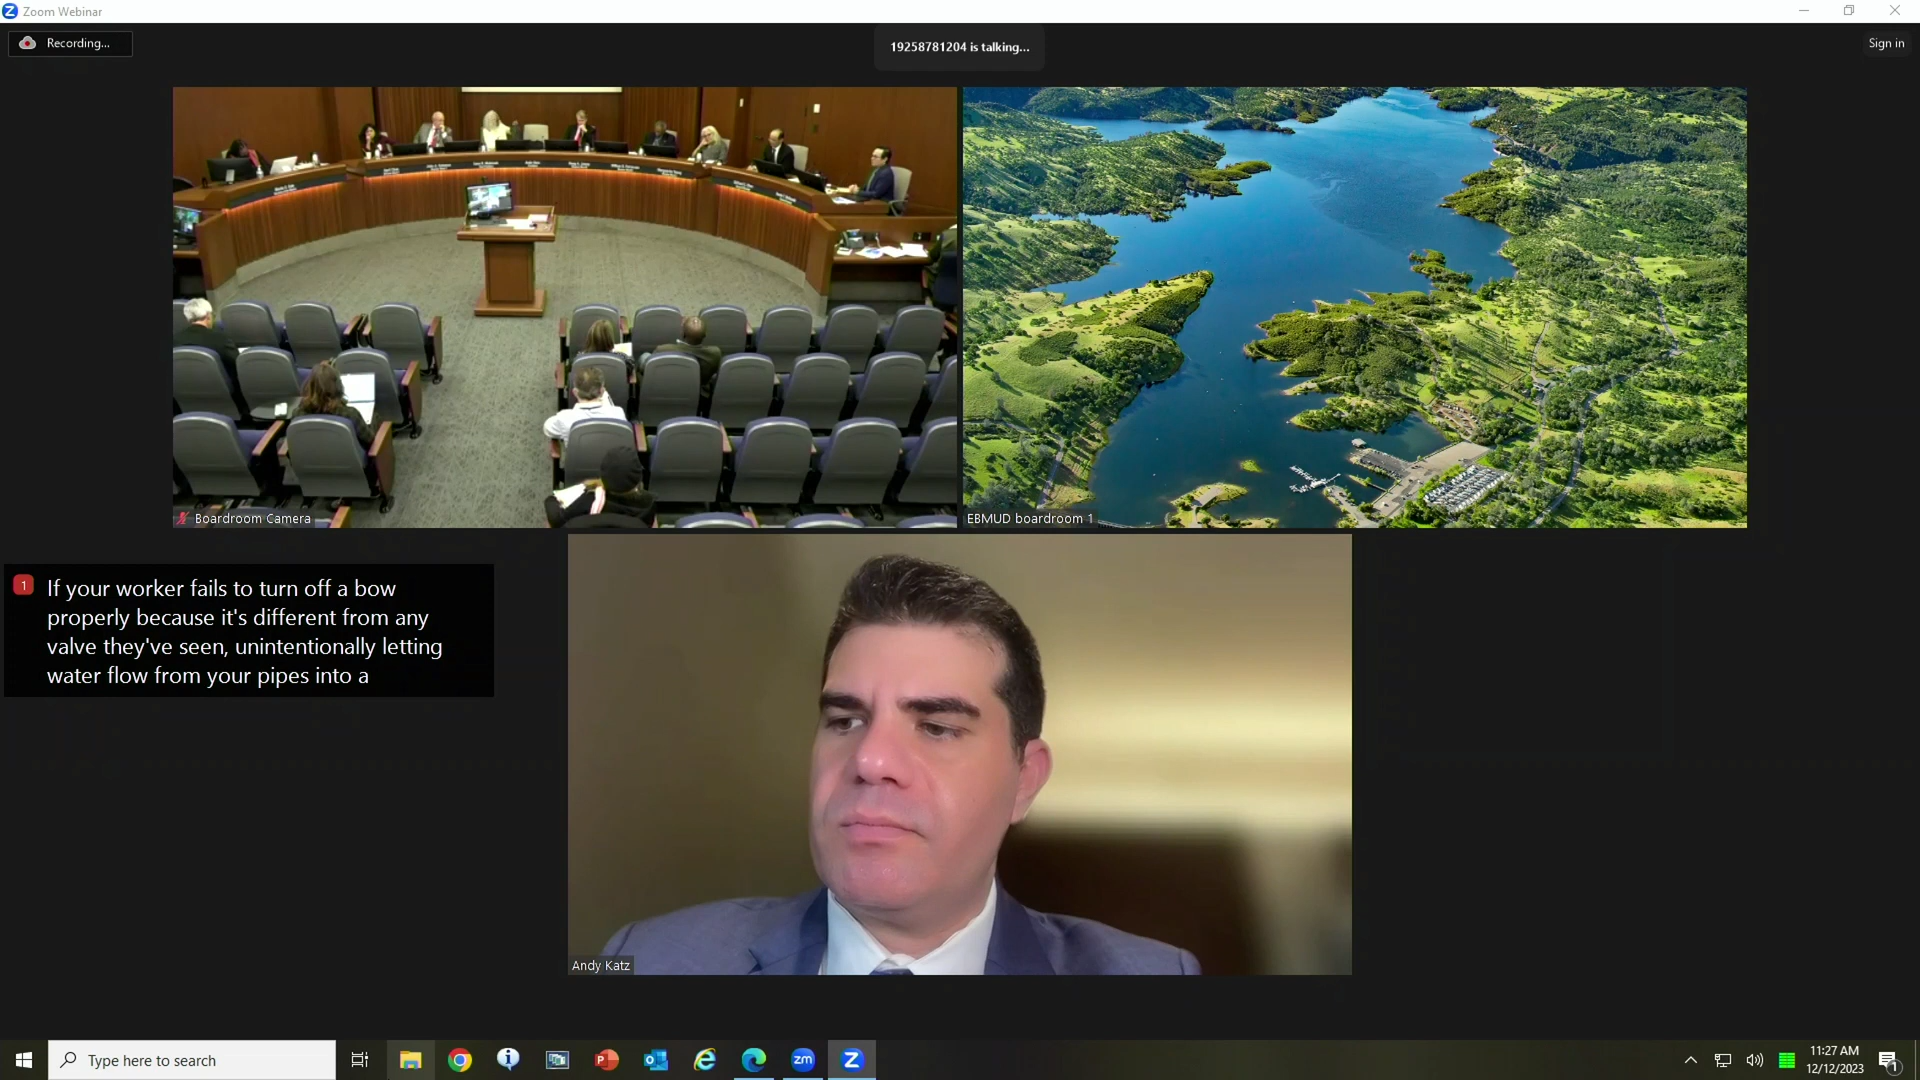 Zoom Webinar
Recording...
19258781204 is talking...
Sign in
Boardroom Camera
EBMUD boardroom 1
1
If your worker fails to turn off a bow
properly because it's different from any
valve they've seen, unintentionally letting
water flow from your pipes into a
Andy Katz
Type here to search
zm
11:27 AM
12/12/2023
1